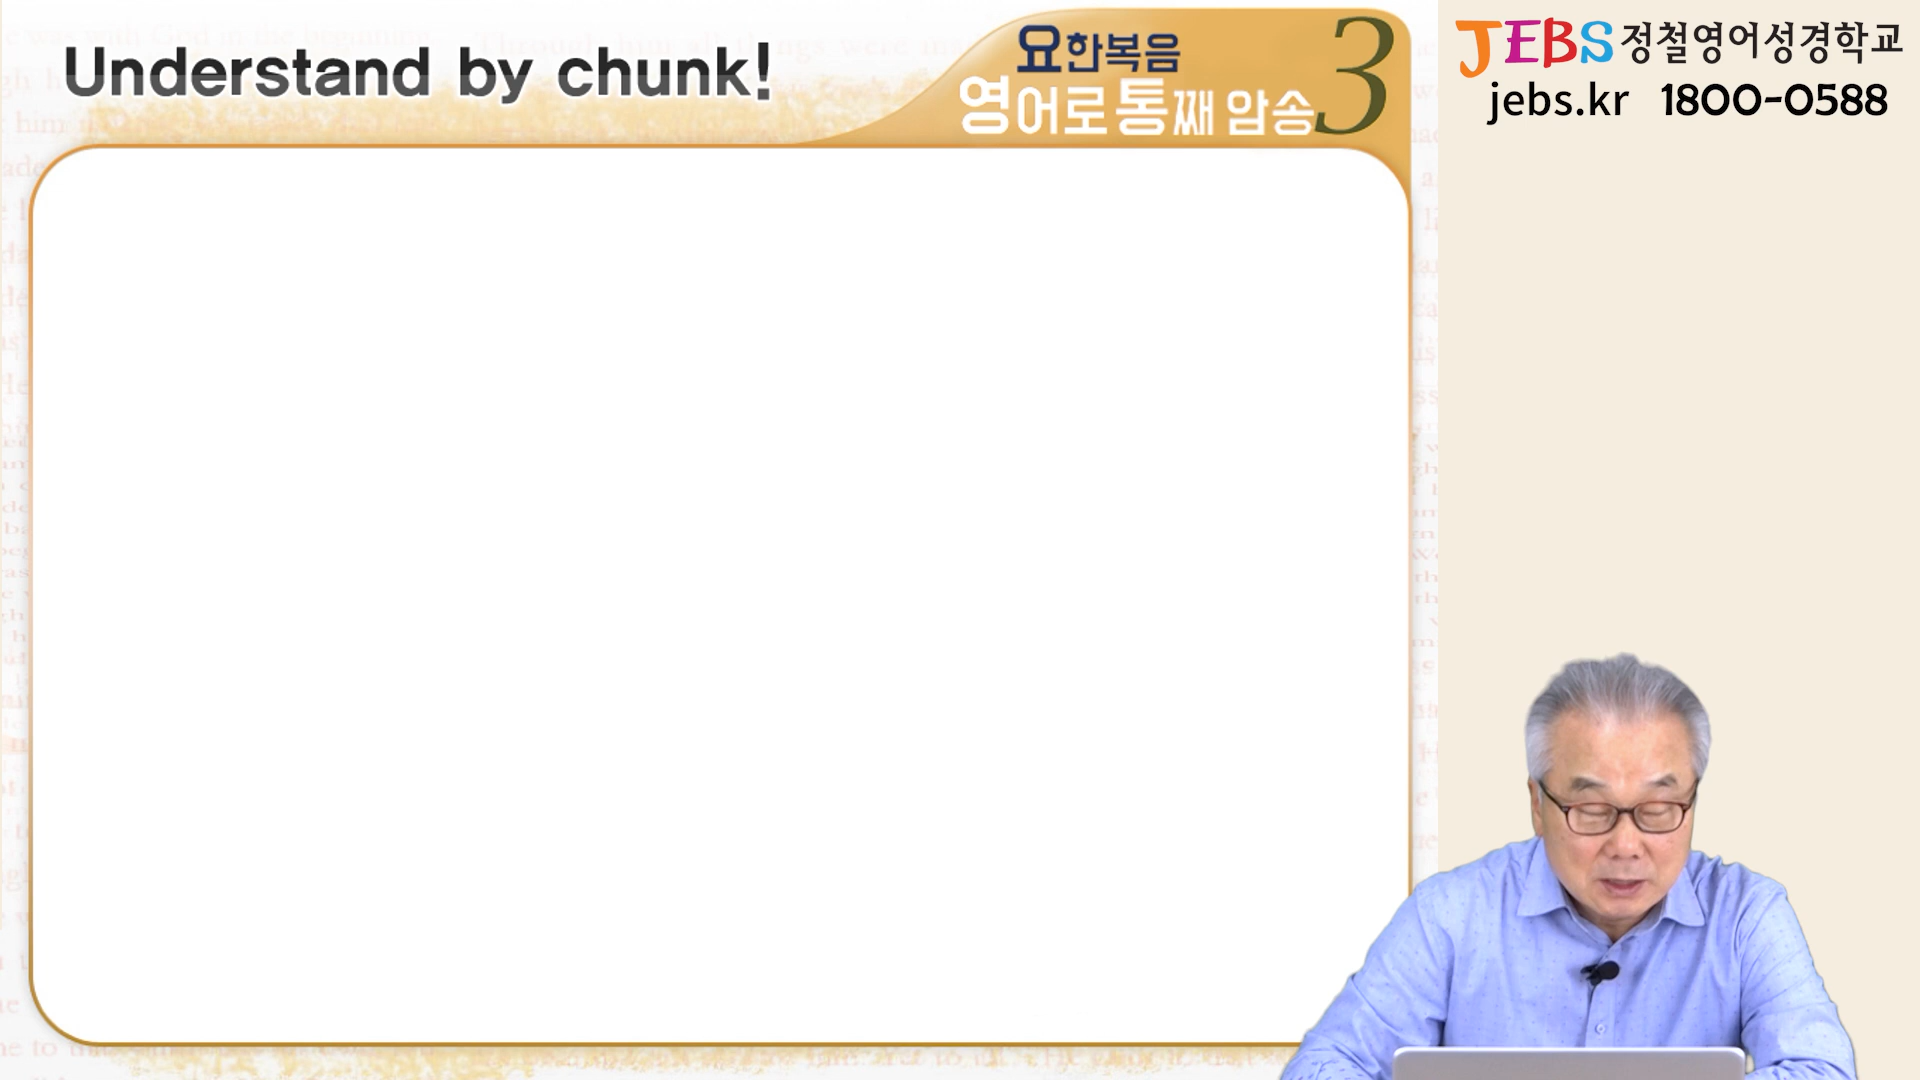 Understand by chunk!
요한복음
영어로 통째 암송 3
JEBS 정철영어성경학교
jebs.kr 1800-0588